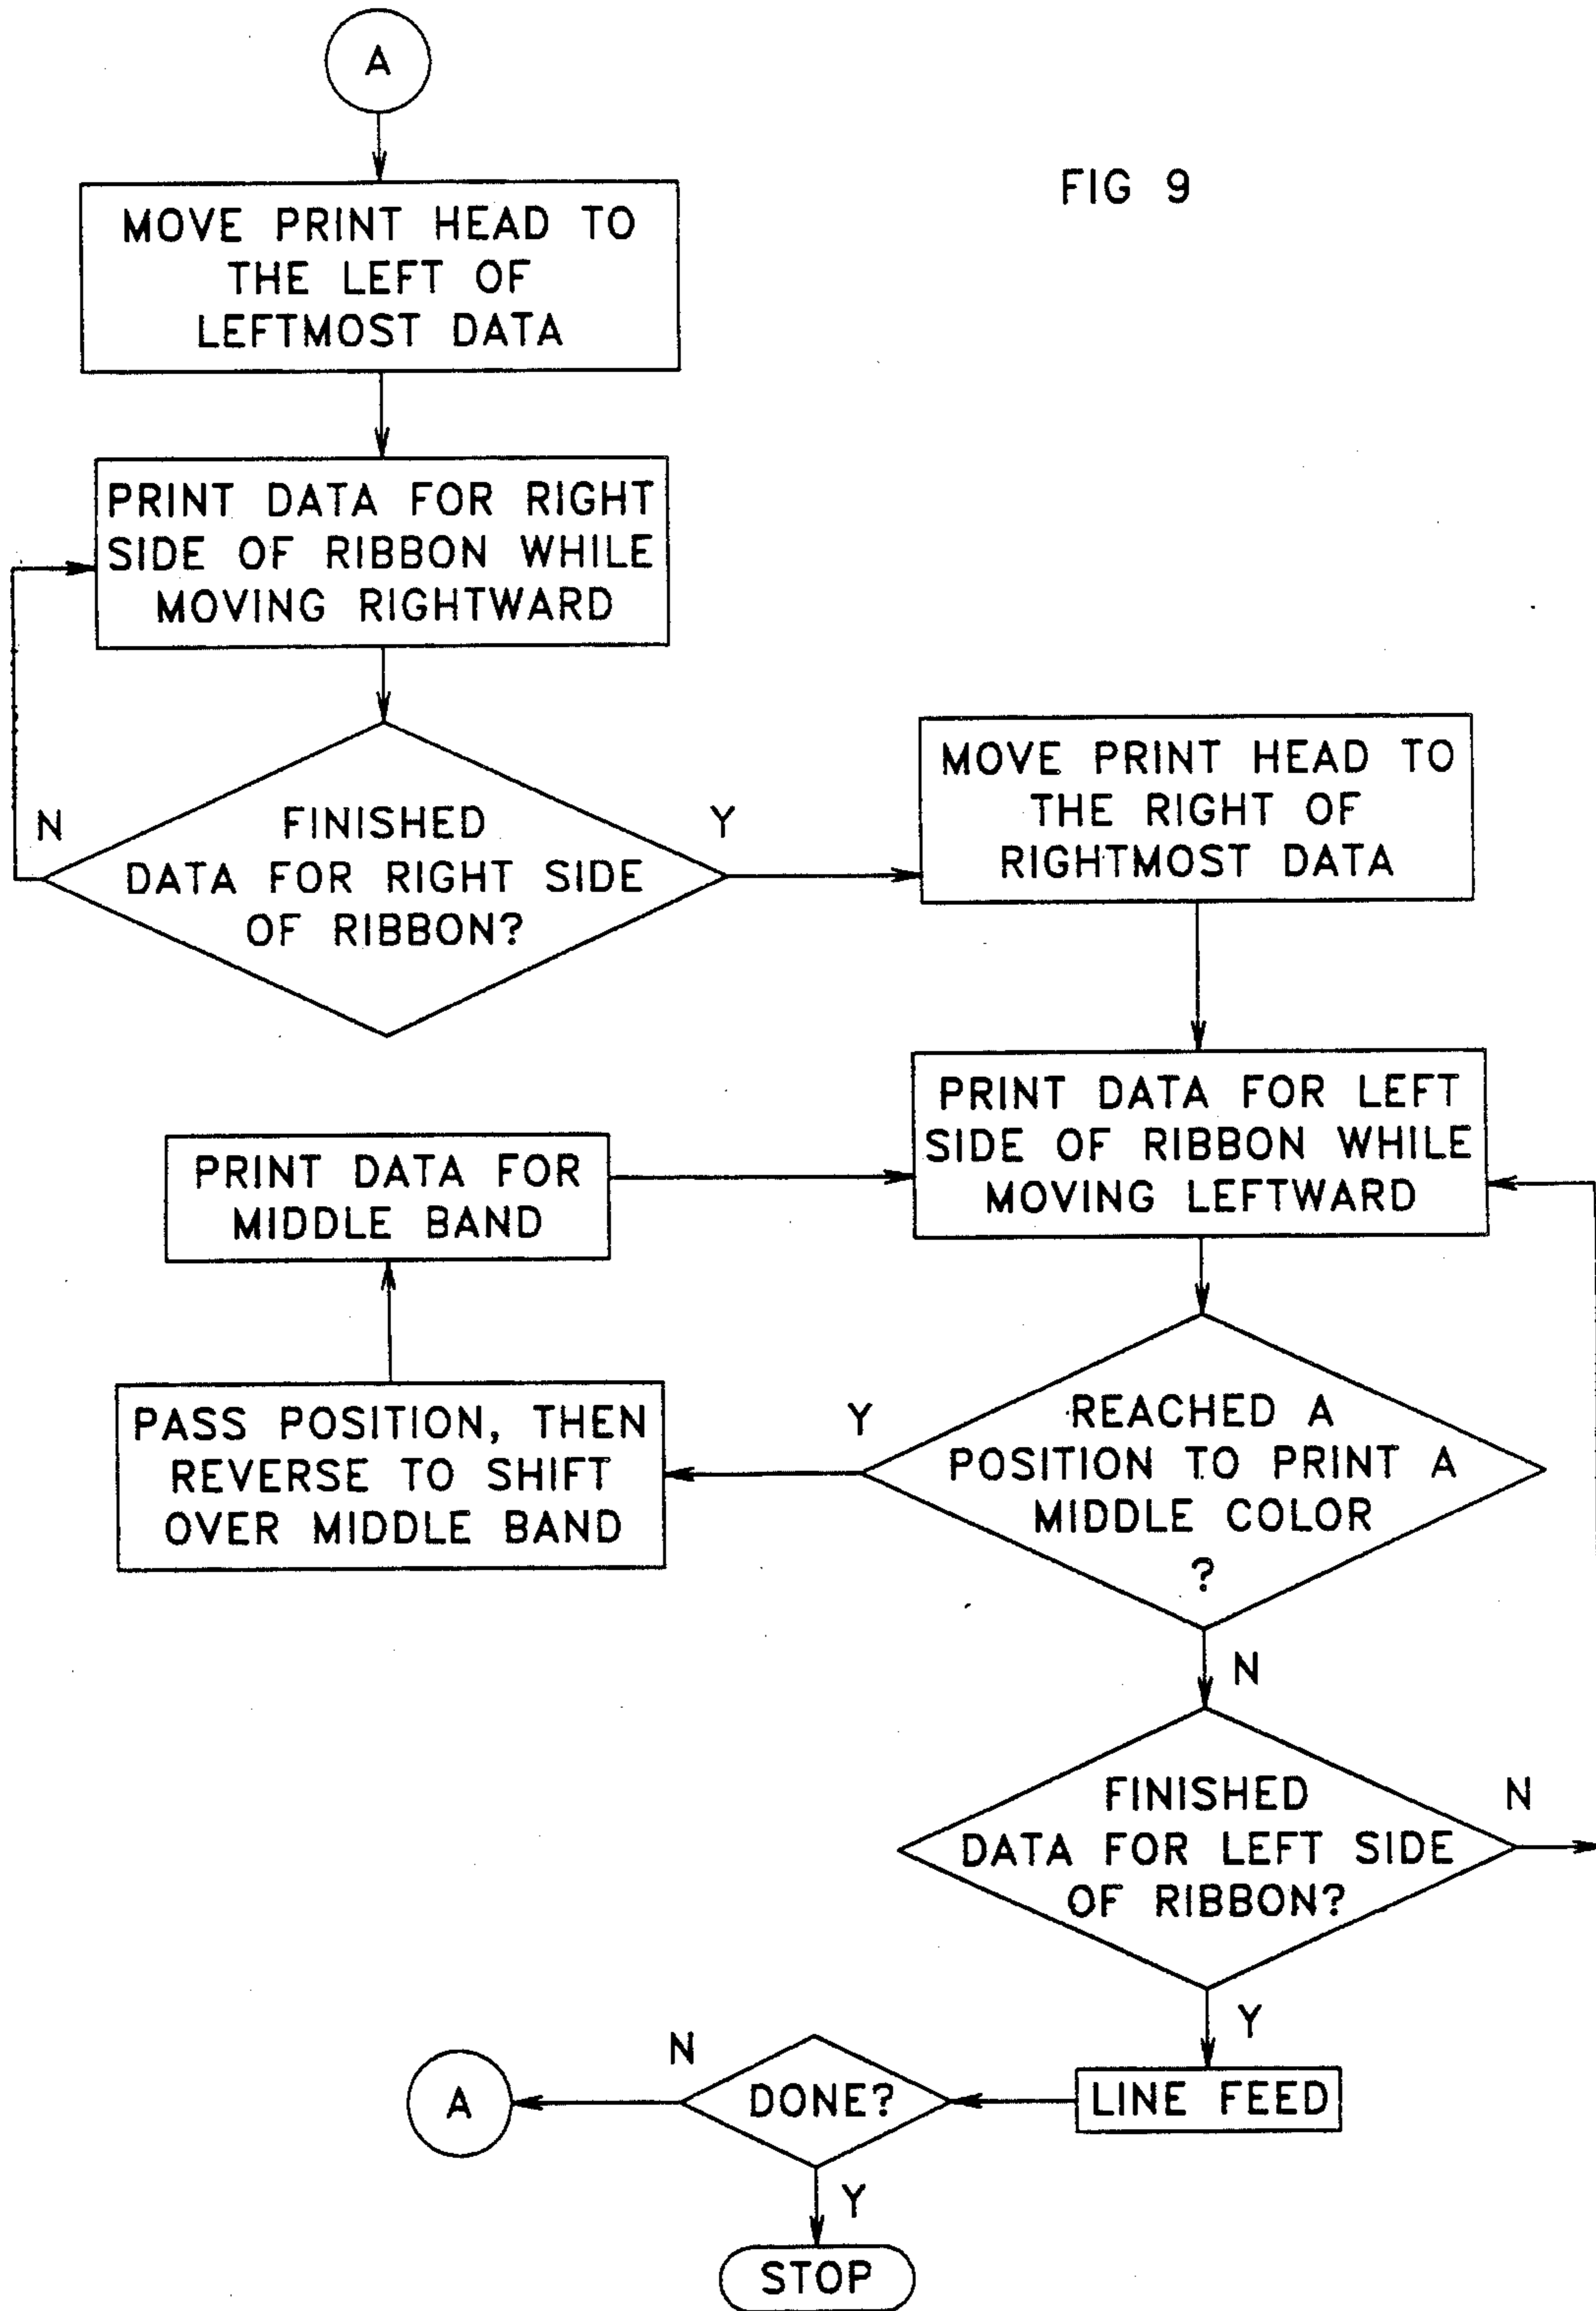 A
FIG 9
MOVE PRINT HEAD TO
THE LEFT OF
LEFTMOST DATA
PRINT DATA FOR RIGHT
SIDE OF RIBBON WHILE
MOVING RIGHTWARD
N
FINISHED
DATA FOR RIGHT SIDE
OF RIBBON?
Y
MOVE PRINT HEAD TO
THE RIGHT OF
RIGHTMOST DATA
PRINT DATA FOR LEFT
SIDE OF RIBBON WHILE
MOVING LEFTWARD
PRINT DATA FOR
MIDDLE BAND
PASS POSITION, THEN
REVERSE TO SHIFT
OVER MIDDLE BAND
Y
REACHED A
POSITION TO PRINT A
MIDDLE COLOR
?
N
FINISHED
DATA FOR LEFT SIDE
OF RIBBON?
N
Y
LINE FEED
DONE?
N
A
Y
STOP